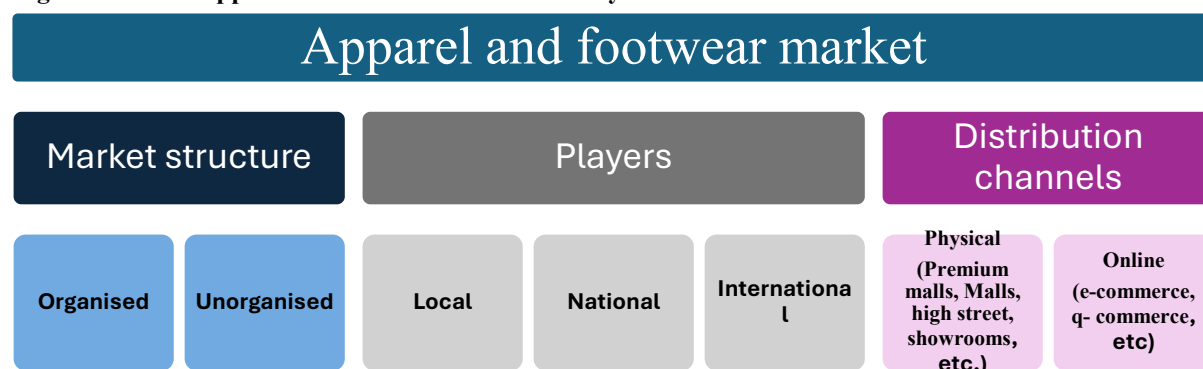 Apparel and footwear market
Market structure
Players
Distribution
channels
Organised
Unorganised
Local
National
Internationa
l
Physical
(Premium
malls, Malls,
high street,
showrooms,
etc.)
Online
(e-commerce,
q- commerce,
etc)